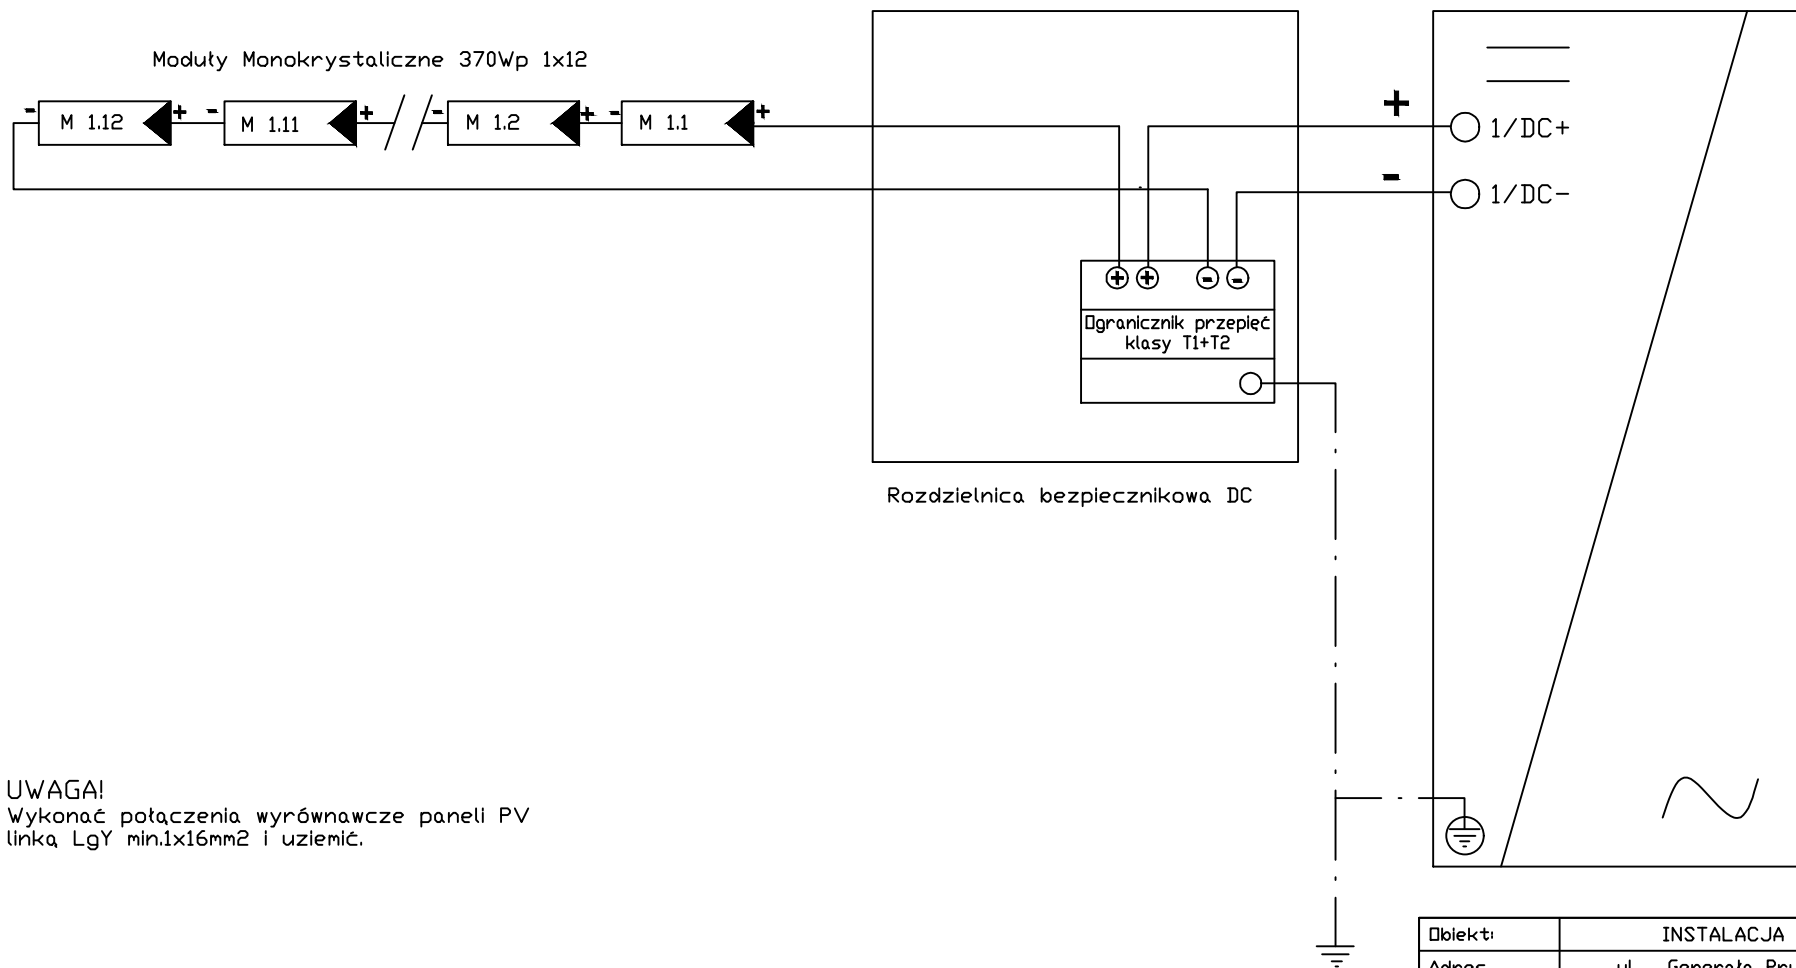 Moduły Monokrystaliczne 370Wp 1x12
- M 1.12 + - M 1.11 + - M 1.2 + - M 1.1 +
+
1/DC+
-
1/DC-
+ + - -
Ogranicznik przepięć
klasy T1+T2
Rozdzielnica bezpiecznikowa DC
UWAGA!
Wykonać połączenia wyrównawcze paneli PV
linką LgY min.1x16mm2 i uziemić.
Obiekt: INSTALACJA
Adres ul. Generała